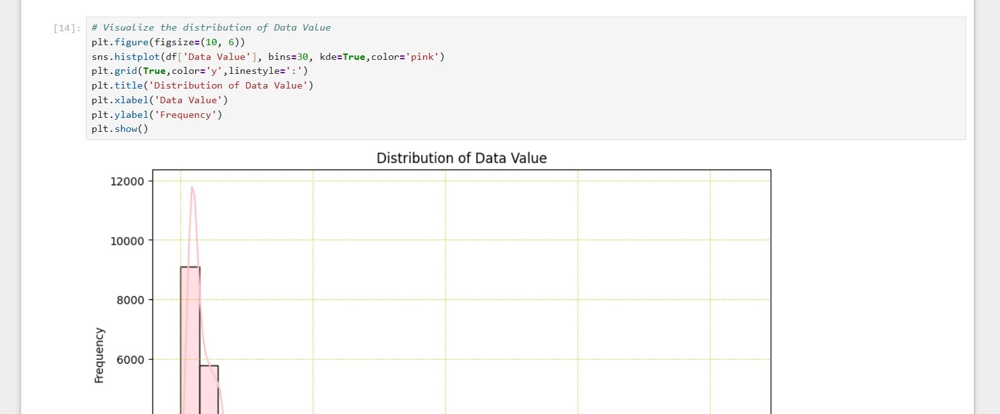 [14]: # Visualize the distribution of Data Value
plt.figure(figsize=(10, 6))
sns.histplot(df['Data Value'], bins=30, kde=True,color='pink')
plt.grid(True,color='y',linestyle=':')
plt.title('Distribution of Data Value')
plt.xlabel('Data Value')
plt.ylabel('Frequency')
plt.show()
Distribution of Data Value
12000
10000
8000
6000
Frequency